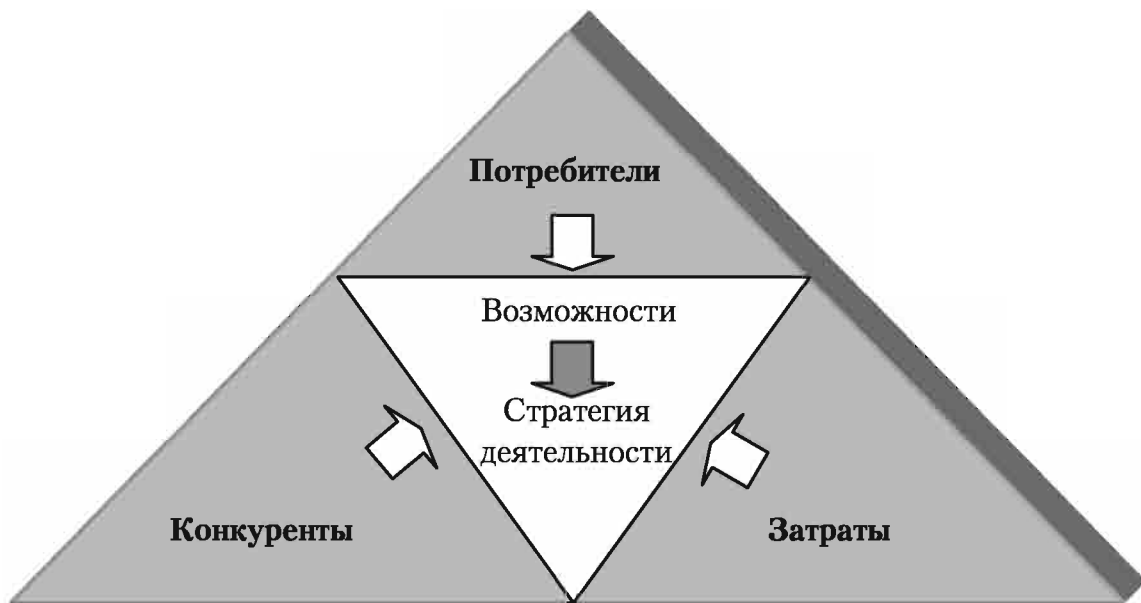 Потребители
Возможности
Стратегия
деятельности
Конкуренты
Затраты